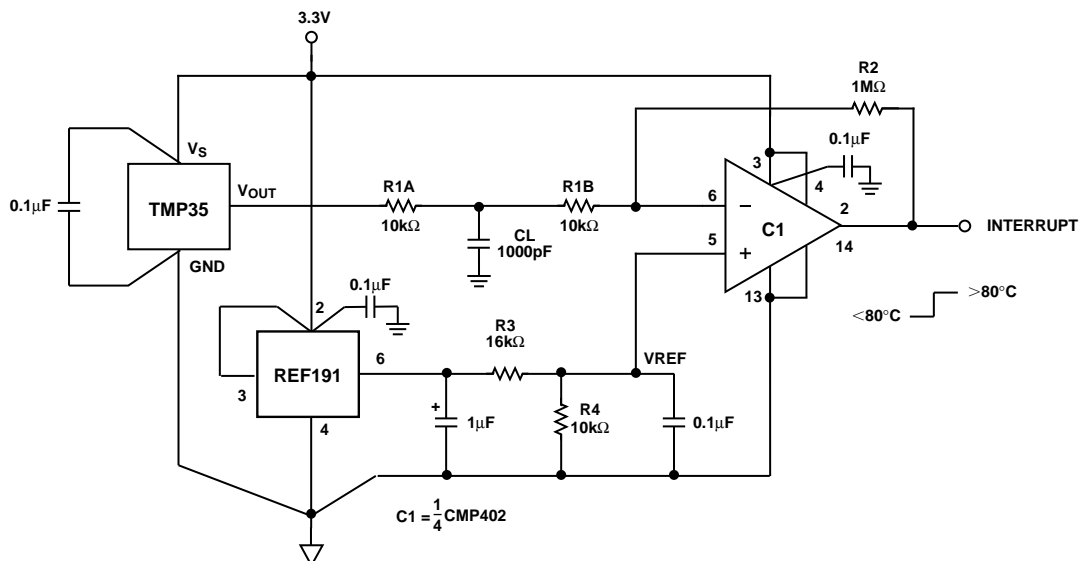 3.3V
R2
1MΩ
0.1μF
3
4
VS
VOUT
R1A
10kΩ
R1B
10kΩ
6
−
2
0.1μF
TMP35
C1
INTERRUPT
CL
1000pF
5
+
14
GND
0.1μF
13
>80°C
<80°C
2
R3
16kΩ
6
VREF
REF191
3
+
1μF
R4
10kΩ
0.1μF
4
C1 = 1/4 CMP402